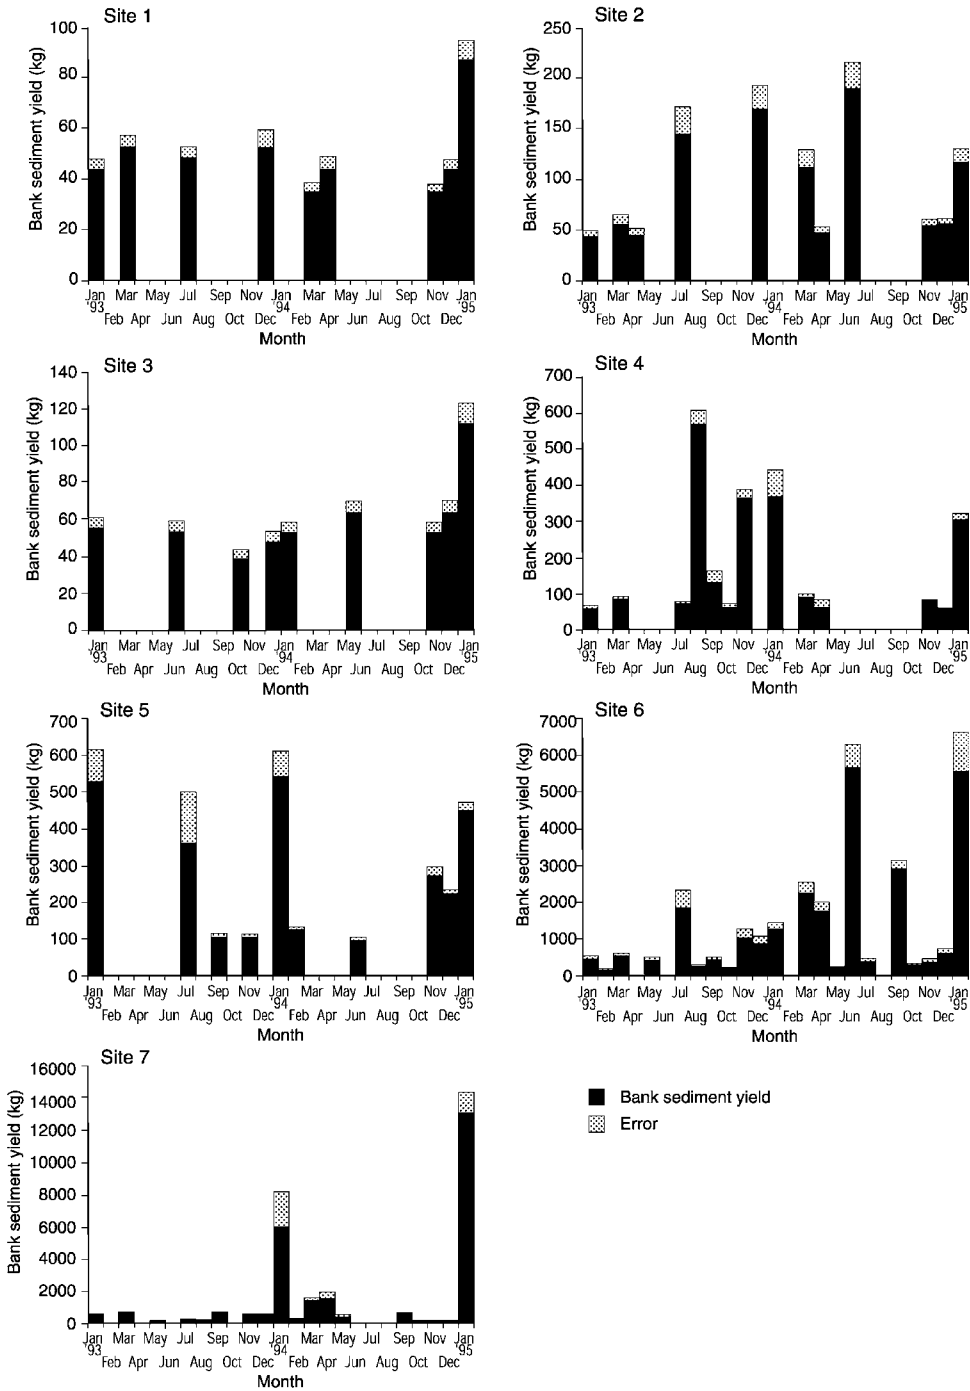 Site 1
Bank sediment yield (kg)
100
80
60
40
20
0
Jan Mar May Jul Sep Nov Jan Mar May Jul Sep Nov Jan
'93 '94 '95
Feb Apr Jun Aug Oct Dec Feb Apr Jun Aug Oct Dec
Month
Site 2
Bank sediment yield (kg)
250
200
150
100
50
0
Jan Mar May Jul Sep Nov Jan Mar May Jul Sep Nov Jan
'93 '94 '95
Feb Apr Jun Aug Oct Dec Feb Apr Jun Aug Oct Dec
Month
Site 3
Bank sediment yield (kg)
140
120
100
80
60
40
20
0
Jan Mar May Jul Sep Nov Jan Mar May Jul Sep Nov Jan
'93 '94 '95
Feb Apr Jun Aug Oct Dec Feb Apr Jun Aug Oct Dec
Month
Site 4
Bank sediment yield (kg)
700
600
500
400
300
200
100
0
Jan Mar May Jul Sep Nov Jan Mar May Jul Sep Nov Jan
'93 '94 '95
Feb Apr Jun Aug Oct Dec Feb Apr Jun Aug Oct Dec
Month
Site 5
Bank sediment yield (kg)
700
600
500
400
300
200
100
0
Jan Mar May Jul Sep Nov Jan Mar May Jul Sep Nov Jan
'93 '94 '95
Feb Apr Jun Aug Oct Dec Feb Apr Jun Aug Oct Dec
Month
Site 6
Bank sediment yield (kg)
7000
6000
5000
4000
3000
2000
1000
0
Jan Mar May Jul Sep Nov Jan Mar May Jul Sep Nov Jan
'93 '94 '95
Feb Apr Jun Aug Oct Dec Feb Apr Jun Aug Oct Dec
Month
Site 7
Bank sediment yield (kg)
16000
14000
12000
10000
8000
6000
4000
2000
0
Jan Mar May Jul Sep Nov Jan Mar May Jul Sep Nov Jan
'93 '94 '95
Feb Apr Jun Aug Oct Dec Feb Apr Jun Aug Oct Dec
Month
Bank sediment yield
Error